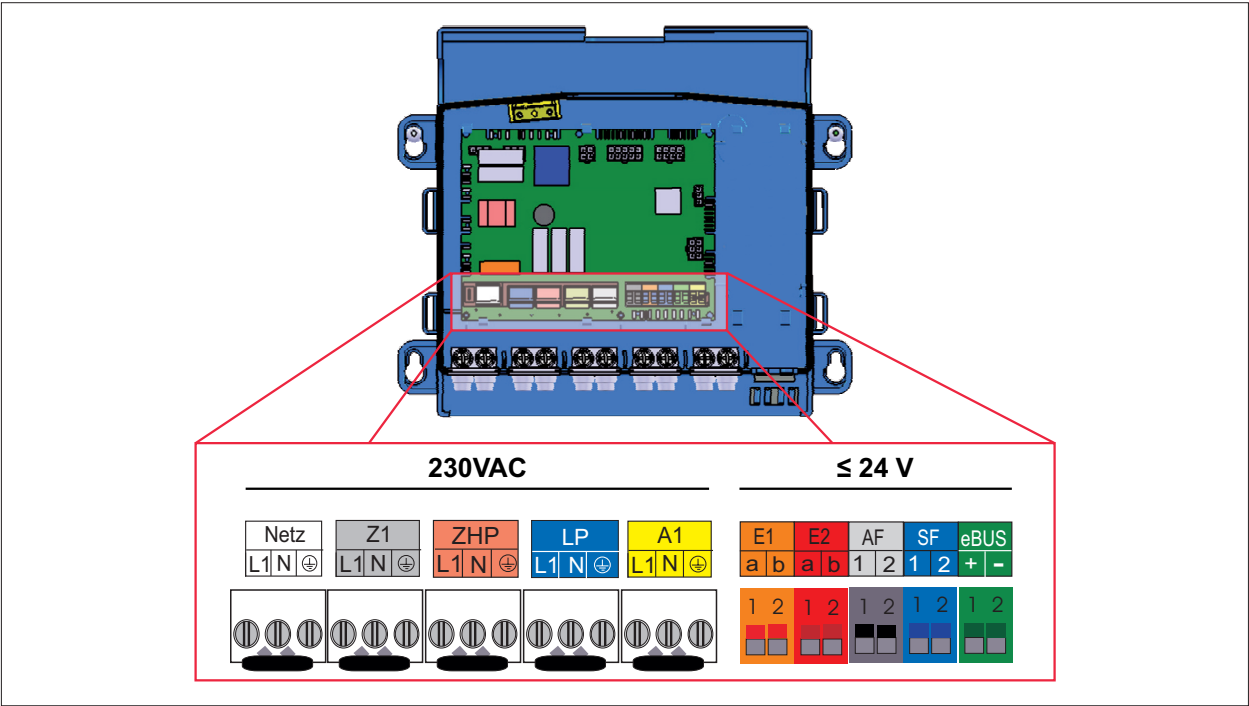 230VAC ≤ 24 V
Netz Z1 ZHP LP A1 E1 E2 AF SF eBUS
L1 N ⏚ L1 N ⏚ L1 N ⏚ L1 N ⏚ L1 N ⏚ a b a b 1 2 1 2 + -
1 2 1 2 1 2 1 2 1 2